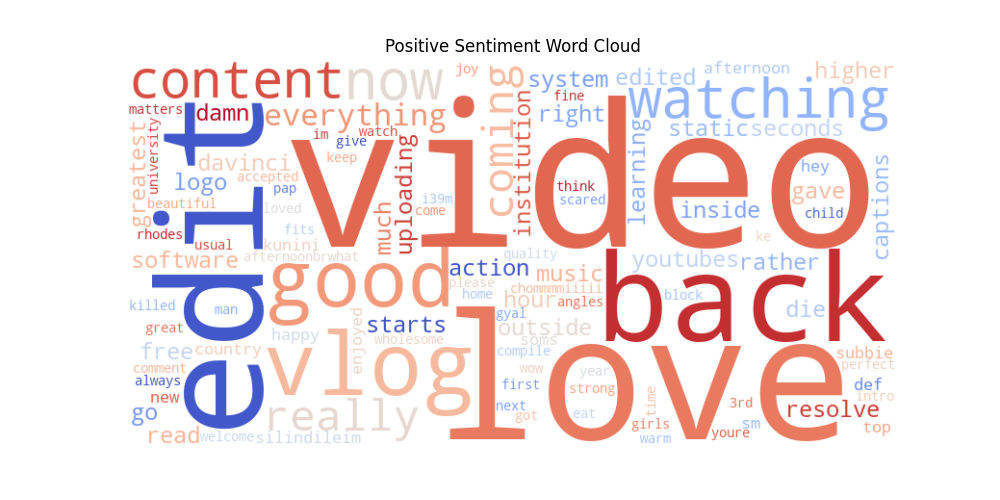 Positive Sentiment Word Cloud
content now joy coming system edited afternoon higher
matters damn everything fine right watching
university im give watch institution static seconds
greatest keep video learning captions
davinci logo accepted pap i39m think scared hey gave child
beautiful loved come uploading much inside
rhodes usual fits kunini
edit software afternoonbrwhat good action quality youtubes rather
please home music back
killed man chommmmiiiii hour angles block die
great happy starts gyal outside
free country enjoyed wholesome soms compile subbie
comment vlog love wow year perfect
always first strong def
new next eat time intro
go really got girls 3rd resolve
read welcome silindileim youre sm warm top
ke